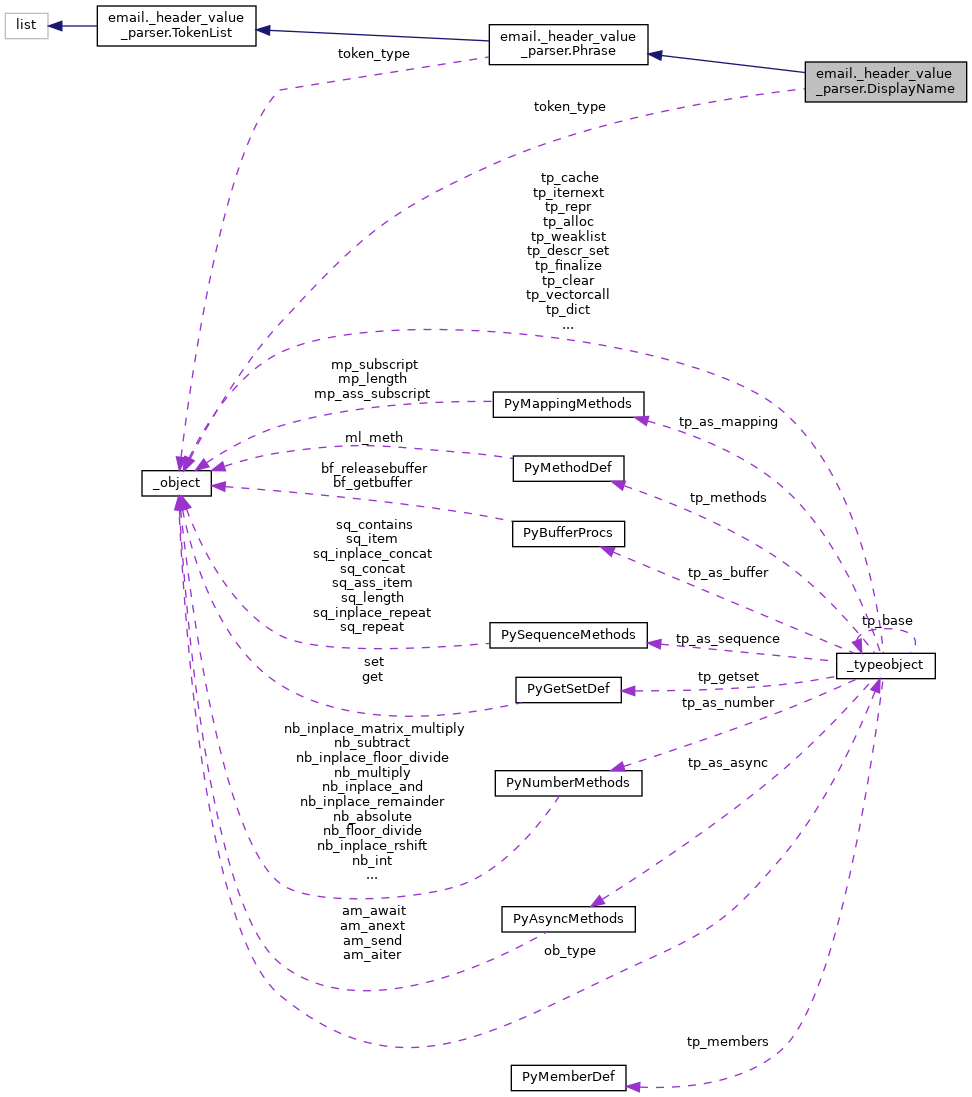 list
email._header_value
_parser.TokenList
email._header_value
_parser.Phrase
email._header_value
_parser.DisplayName
token_type
token_type
tp_cache
tp_iternext
tp_repr
tp_alloc
tp_weaklist
tp_descr_set
tp_finalize
tp_clear
tp_vectorcall
tp_dict
...
mp_subscript
mp_length
mp_ass_subscript
PyMappingMethods
tp_as_mapping
ml_meth
PyMethodDef
tp_methods
_object
bf_releasebuffer
bf_getbuffer
PyBufferProcs
tp_as_buffer
sq_contains
sq_item
sq_inplace_concat
sq_concat
sq_ass_item
sq_length
sq_inplace_repeat
sq_repeat
PySequenceMethods
tp_as_sequence
tp_base
_typeobject
set
get
PyGetSetDef
tp_getset
tp_as_number
nb_inplace_matrix_multiply
nb_subtract
nb_inplace_floor_divide
nb_multiply
nb_inplace_and
nb_inplace_remainder
nb_absolute
nb_floor_divide
nb_inplace_rshift
nb_int
...
PyNumberMethods
tp_as_async
am_await
am_anext
am_send
am_aiter
PyAsyncMethods
ob_type
tp_members
PyMemberDef